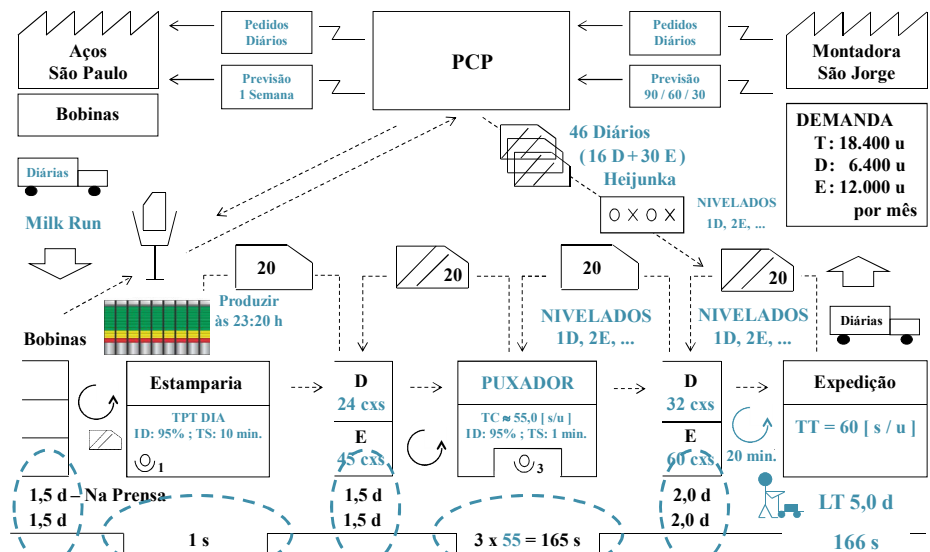 Aços
São Paulo
Bobinas
Pedidos
Diários
Previsão
1 Semana
PCP
Pedidos
Diários
Previsão
90 / 60 / 30
Montadora
São Jorge
DEMANDA
T: 18.400 u
D: 6.400 u
E: 12.000 u
por mês
46 Diários
( 16 D + 30 E )
Heijunka
O X O X
NIVELADOS
1D, 2E, ...
Diárias
Milk Run
Bobinas
20
Produzir
às 23:20 h
20
20
NIVELADOS
1D, 2E, ...
20
NIVELADOS
1D, 2E, ...
Diárias
Estamparia
TPT DIA
ID: 95% ; TS: 10 min.
1
D
24 cxs
E
45 cxs
PUXADOR
TC ≈ 55,0 [ s/u ]
ID: 95% ; TS: 1 min.
3
D
32 cxs
E
60 cxs
20 min.
Expedição
TT = 60 [ s / u ]
1,5 d – Na Prensa
1,5 d
1,5 d
1,5 d
2,0 d
2,0 d
LT 5,0 d
1 s
3 x 55 = 165 s
166 s